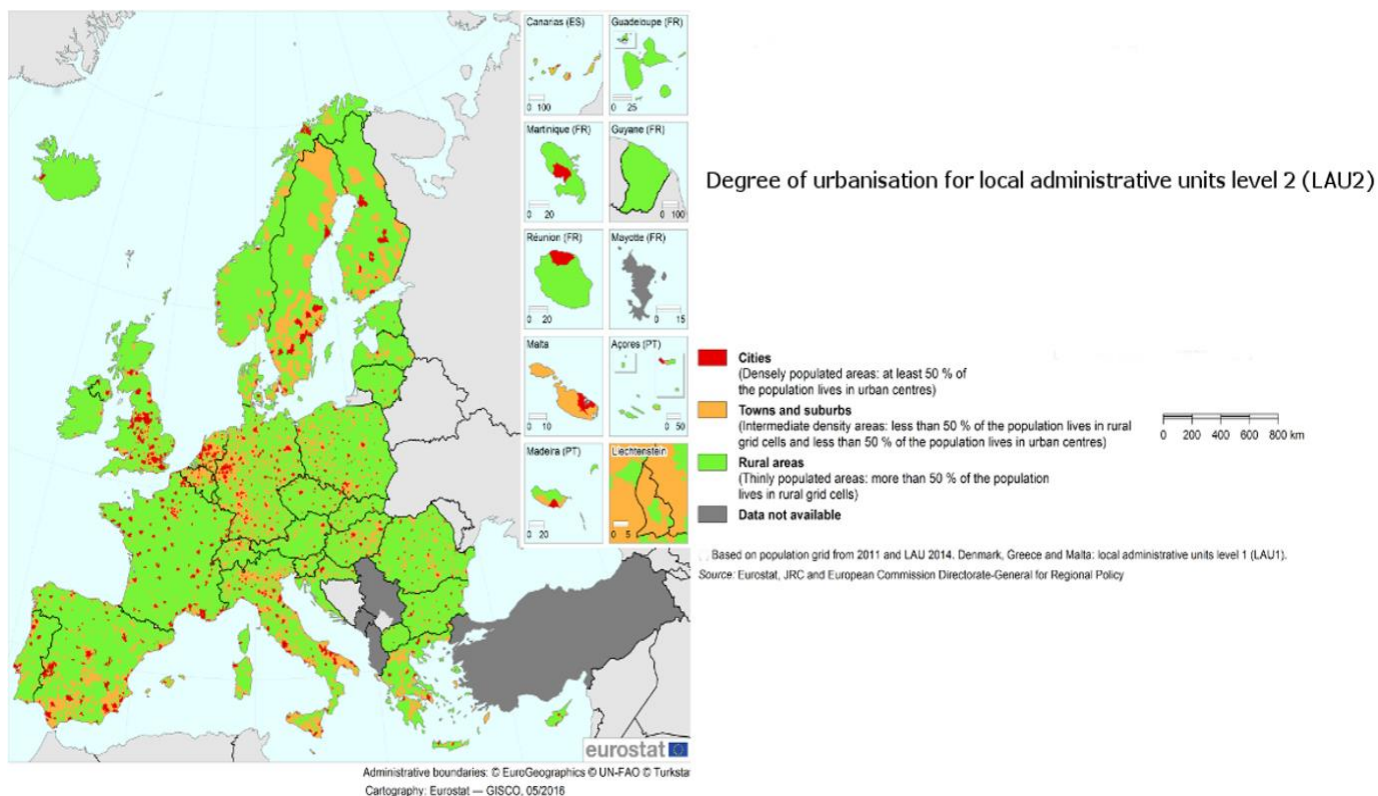 Canarias (ES)
0 100
Guadeloupe (FR)
0 25
Martinique (FR)
0 20
Guyane (FR)
0 100
Réunion (FR)
0 20
Mayotte (FR)
0 15
Malta
0 10
Açores (PT)
0 50
Madeira (PT)
0 20
Liechtenstein
0 5
eurostat
Administrative boundaries: © EuroGeographics © UN-FAO © Turksta
Cartography: Eurostat — GISCO, 05/2016
Degree of urbanisation for local administrative units level 2 (LAU2)
Cities
(Densely populated areas: at least 50 % of
the population lives in urban centres)
Towns and suburbs
(Intermediate density areas: less than 50 % of the population lives in rural
grid cells and less than 50 % of the population lives in urban centres)
Rural areas
(Thinly populated areas: more than 50 % of the population
lives in rural grid cells)
Data not available
0 200 400 600 800 km
Based on population grid from 2011 and LAU 2014. Denmark, Greece and Malta: local administrative units level 1 (LAU1).
Source: Eurostat, JRC and European Commission Directorate-General for Regional Policy